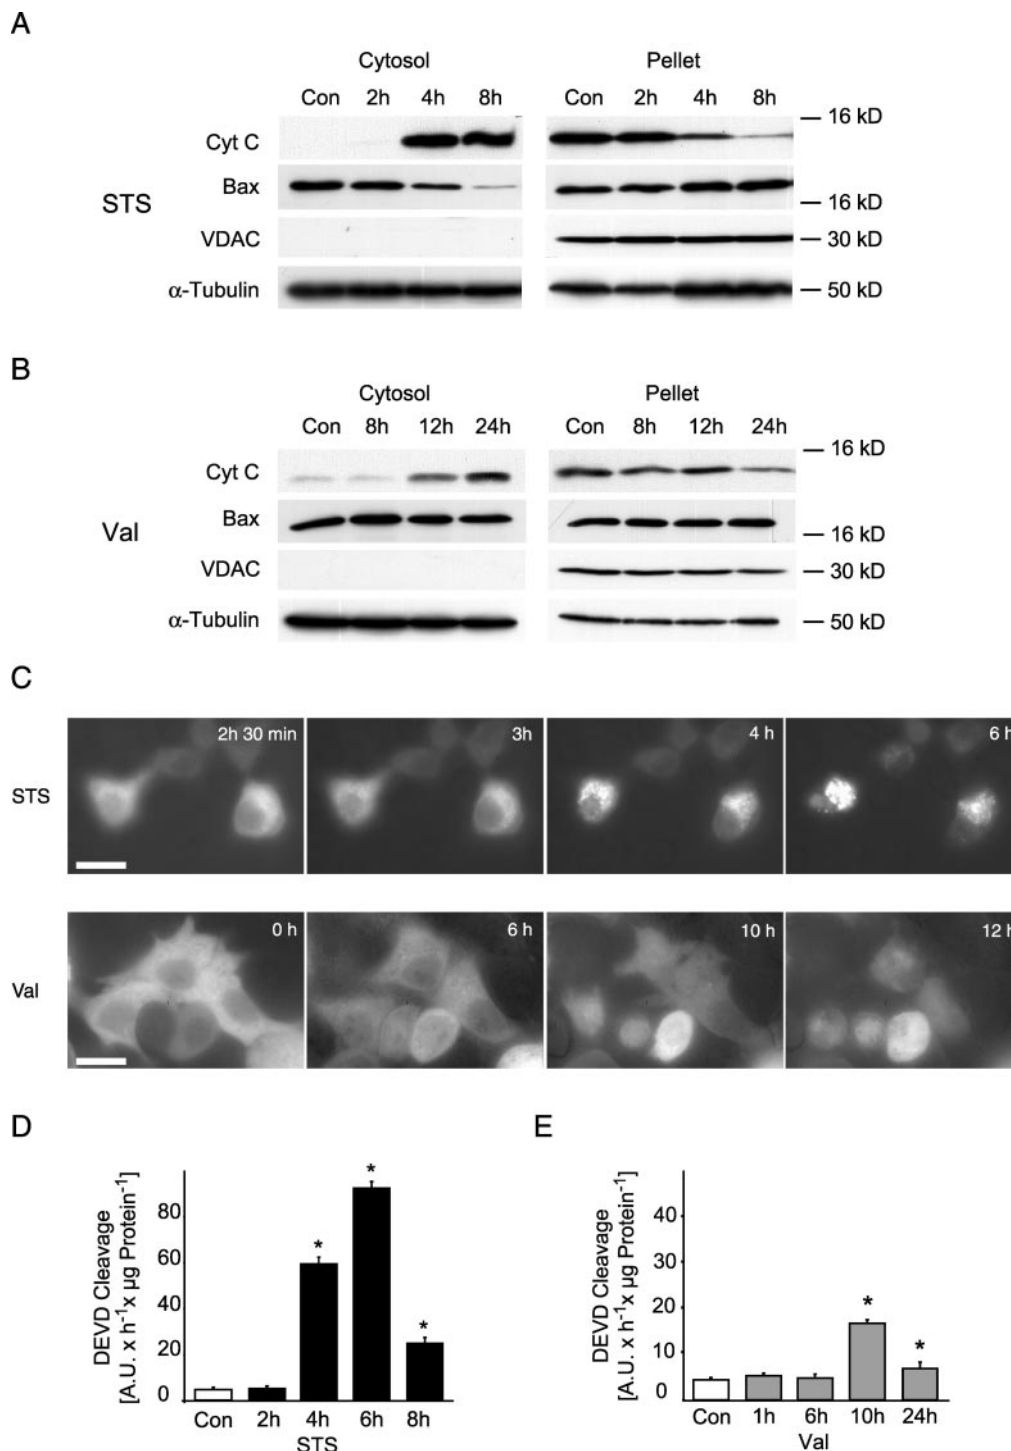 A
Cytosol Pellet
Con 2h 4h 8h Con 2h 4h 8h
16 kD
Cyt C
Bax
STS
16 kD
VDAC
30 kD
α-Tubulin
50 kD
B
Cytosol Pellet
Con 8h 12h 24h Con 8h 12h 24h
16 kD
Cyt C
Bax
Val
16 kD
VDAC
30 kD
α-Tubulin
50 kD
C
2h 30 min 3h 4 h 6 h
STS
0 h 6 h 10 h 12 h
Val
D
DEVD Cleavage
[A.U. x h⁻¹x µg Protein⁻¹]
80
60
40
20
0
* * *
Con 2h 4h 6h 8h
STS
E
DEVD Cleavage
[A.U. x h⁻¹x µg Protein⁻¹]
40
30
20
10
0
* *
Con 1h 6h 10h 24h
Val